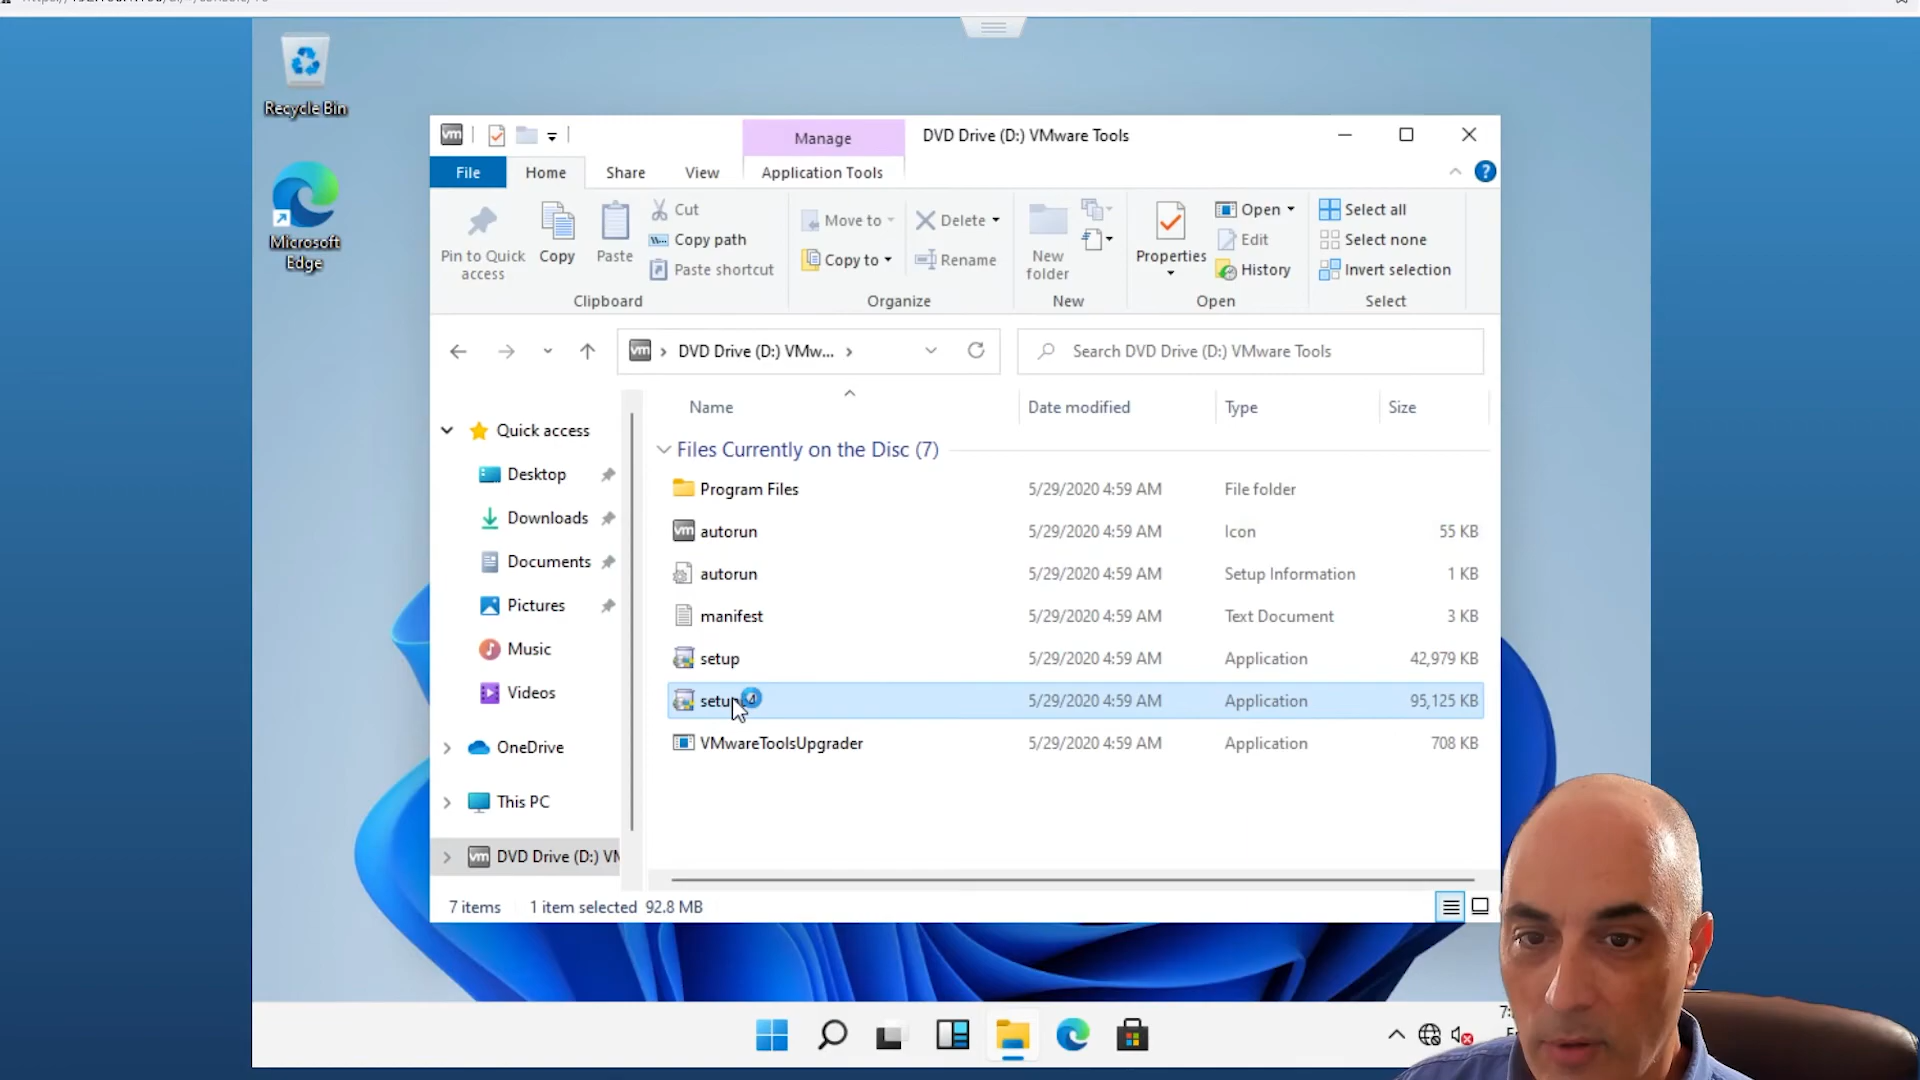 Recycle Bin
Microsoft
Edge
vm
Manage
DVD Drive (D:) VMware Tools
File
Home
Share
View
Application Tools
Pin to Quick
access
Copy
Paste
Cut
Copy path
Paste shortcut
Clipboard
Move to
Copy to
Delete
Rename
Organize
New
folder
New
Properties
Open
Edit
History
Open
Select all
Select none
Invert selection
Select
vm
DVD Drive (D:) VMw...
Search DVD Drive (D:) VMware Tools
Name
Date modified
Type
Size
Quick access
Desktop
Downloads
Documents
Pictures
Music
Videos
OneDrive
This PC
vm
DVD Drive (D:) VM
Files Currently on the Disc (7)
Program Files 5/29/2020 4:59 AM File folder
vm autorun 5/29/2020 4:59 AM Icon 55 KB
autorun 5/29/2020 4:59 AM Setup Information 1 KB
manifest 5/29/2020 4:59 AM Text Document 3 KB
setup 5/29/2020 4:59 AM Application 42,979 KB
setup 5/29/2020 4:59 AM Application 95,125 KB
VMwareToolsUpgrader 5/29/2020 4:59 AM Application 708 KB
7 items 1 item selected 92.8 MB